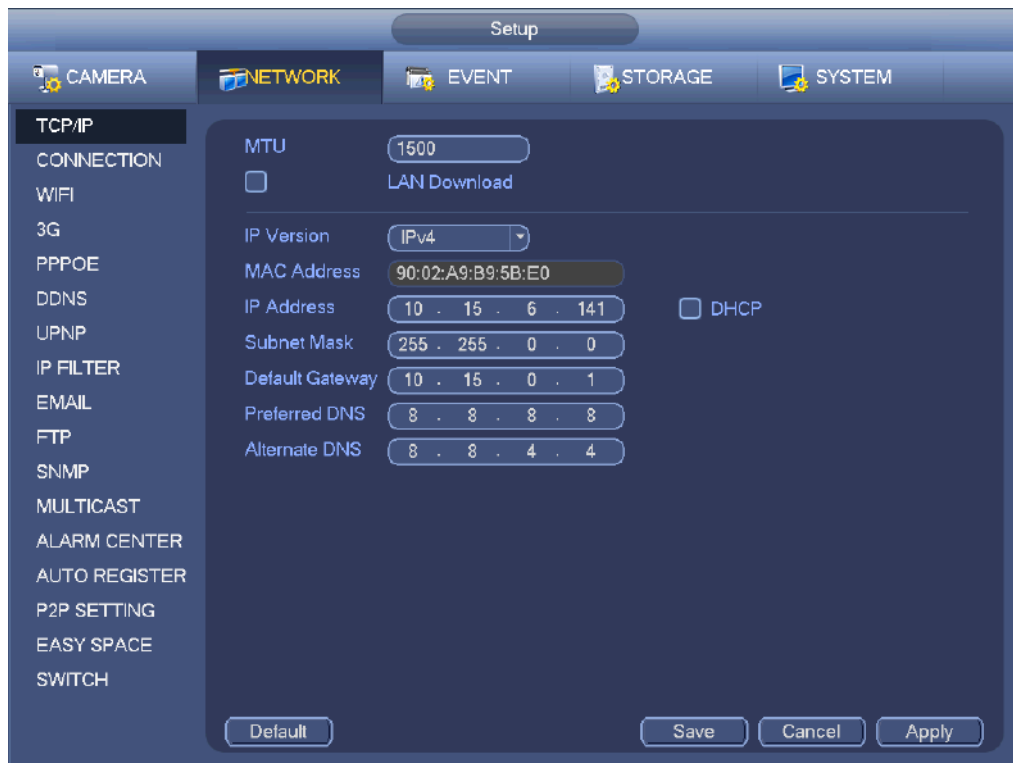 Setup
CAMERA NETWORK EVENT STORAGE SYSTEM
TCP/IP
CONNECTION
WIFI
3G
PPPOE
DDNS
UPNP
IP FILTER
EMAIL
FTP
SNMP
MULTICAST
ALARM CENTER
AUTO REGISTER
P2P SETTING
EASY SPACE
SWITCH
MTU 1500
LAN Download
IP Version IPv4
MAC Address 90:02:A9:B9:5B:E0
IP Address 10 . 15 . 6 . 141 DHCP
Subnet Mask 255 . 255 . 0 . 0
Default Gateway 10 . 15 . 0 . 1
Preferred DNS 8 . 8 . 8 . 8
Alternate DNS 8 . 8 . 4 . 4
Default Save Cancel Apply